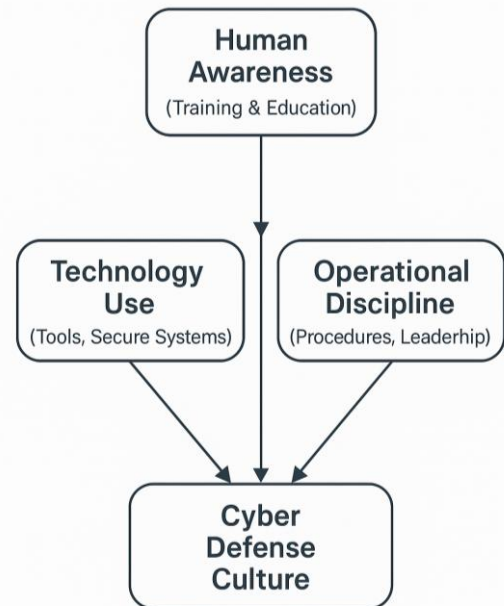 Human
Awareness
(Training & Education)
Technology
Use
(Tools, Secure Systems)
Operational
Discipline
(Procedures, Leaderhip)
Cyber
Defense
Culture